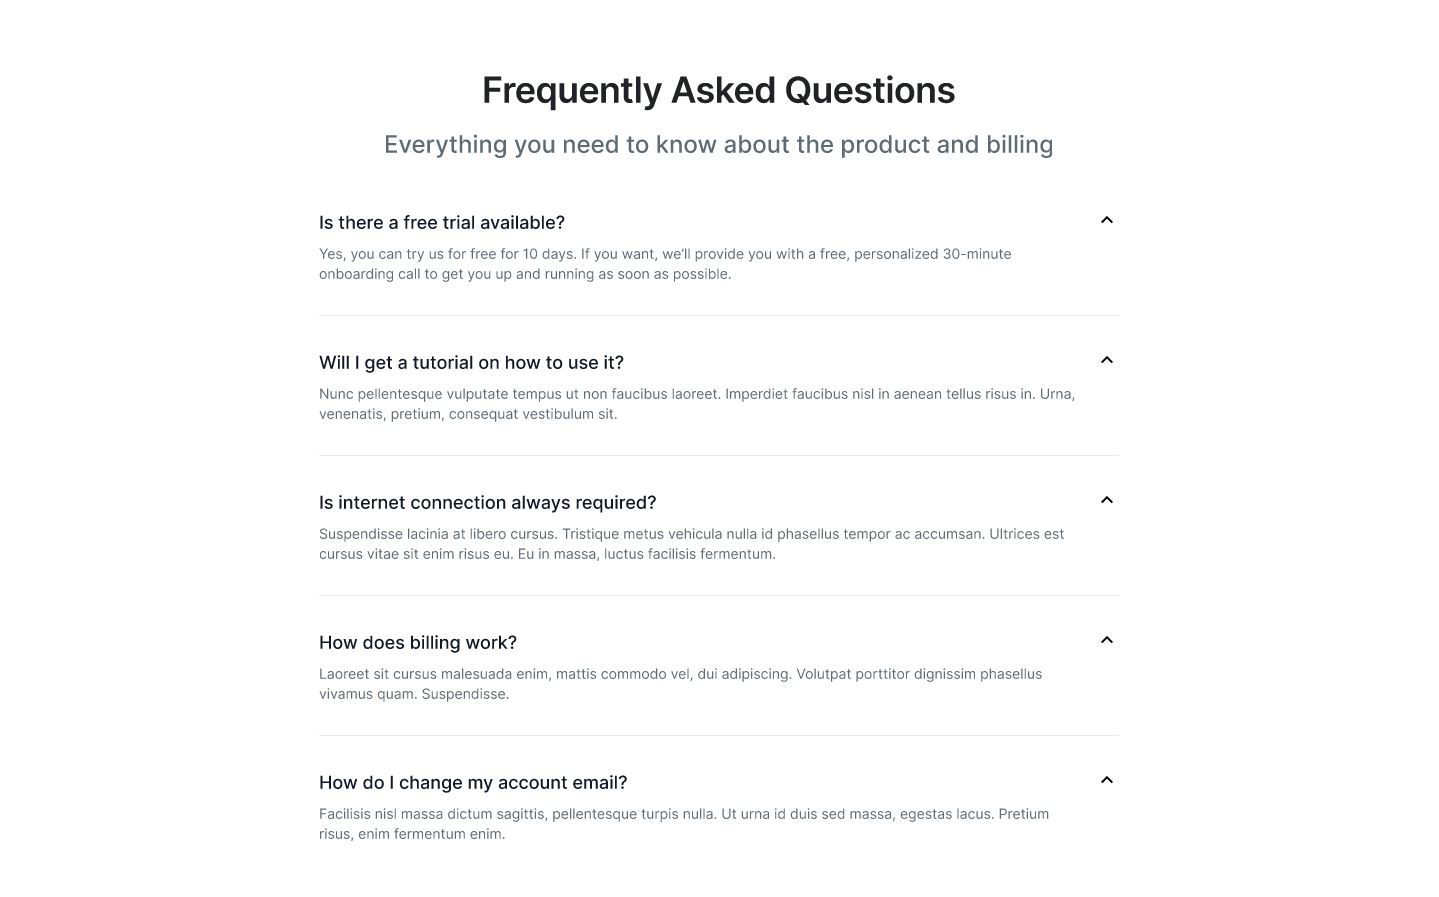 Frequently Asked Questions
Everything you need to know about the product and billing
Is there a free trial available?
Yes, you can try us for free for 10 days. If you want, we’ll provide you with a free, personalized 30-minute
onboarding call to get you up and running as soon as possible.
Will I get a tutorial on how to use it?
Nunc pellentesque vulputate tempus ut non faucibus laoreet. Imperdiet faucibus nisl in aenean tellus risus in. Urna,
venenatis, pretium, consequat vestibulum sit.
Is internet connection always required?
Suspendisse lacinia at libero cursus. Tristique metus vehicula nulla id phasellus tempor ac accumsan. Ultrices est
cursus vitae sit enim risus eu. Eu in massa, luctus facilisis fermentum.
How does billing work?
Laoreet sit cursus malesuada enim, mattis commodo vel, dui adipiscing. Volutpat porttitor dignissim phasellus
vivamus quam. Suspendisse.
How do I change my account email?
Facilisis nisl massa dictum sagittis, pellentesque turpis nulla. Ut urna id duis sed massa, egestas lacus. Pretium
risus, enim fermentum enim.